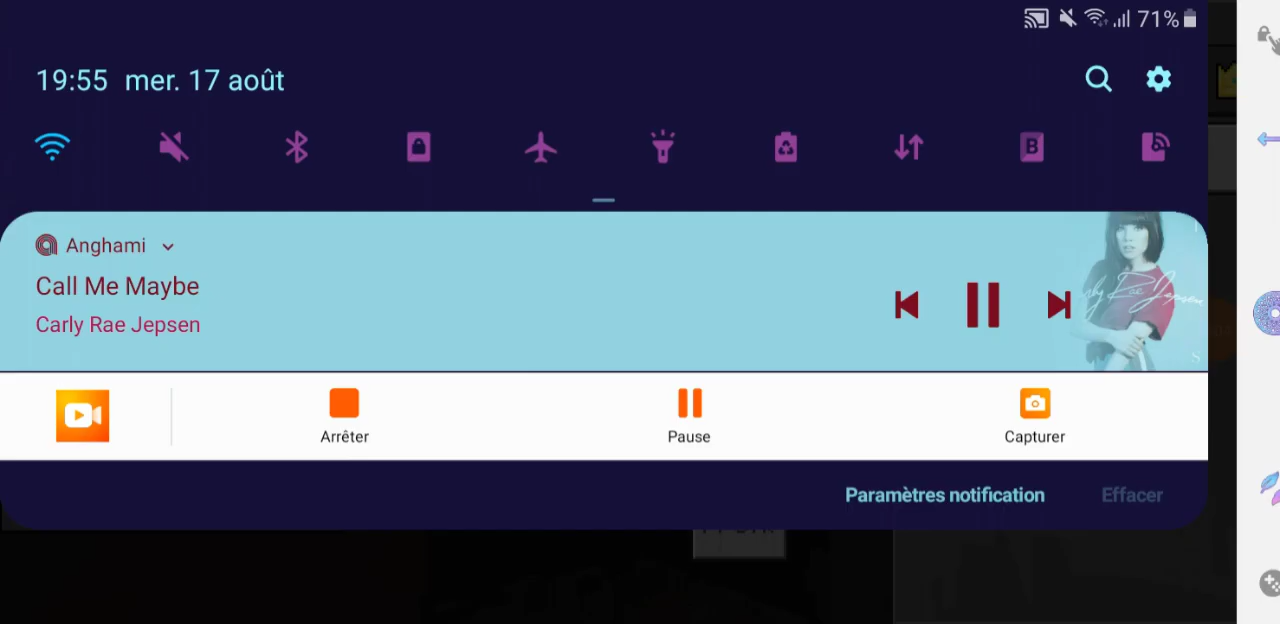 71%
19:55 mer. 17 août
B
Anghami
Call Me Maybe
Carly Rae Jepsen
Arrêter
Pause
Capturer
Paramètres notification
Effacer